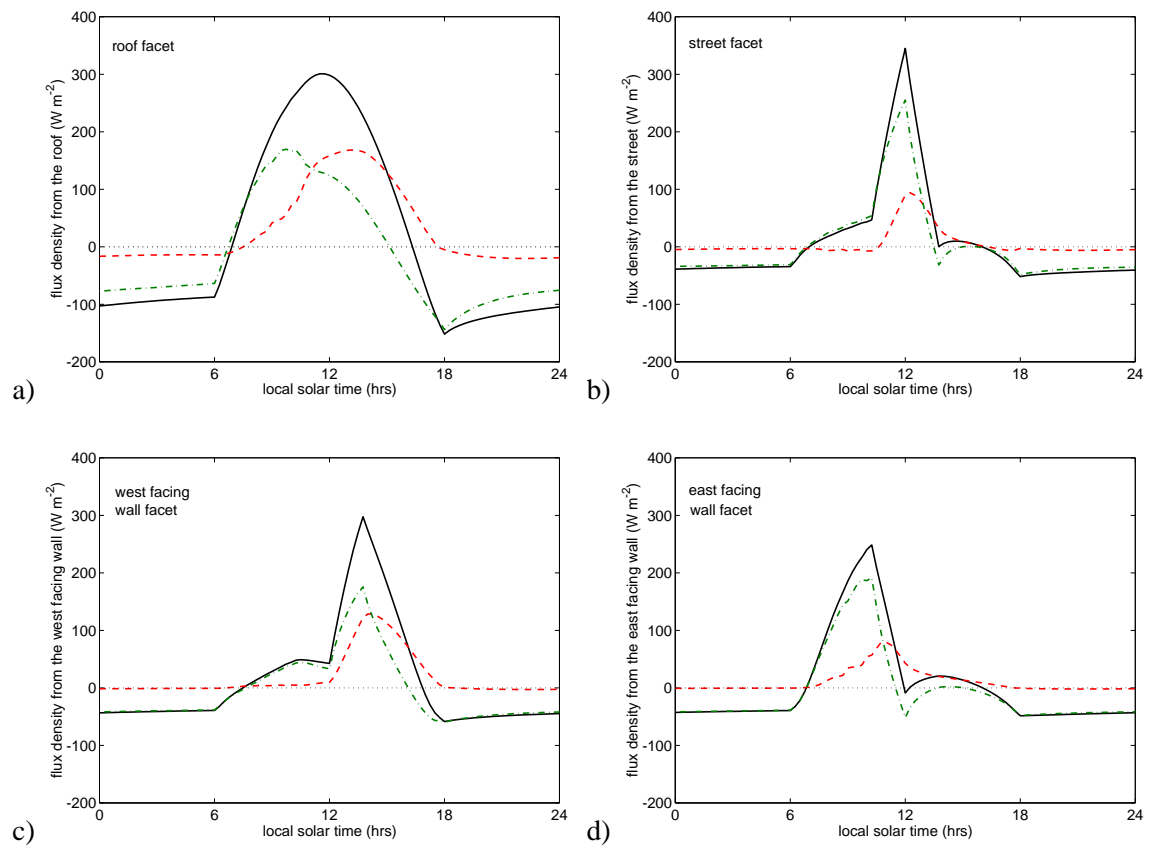 400
300
200
100
0
-100
-200
flux density from the roof (W m-2)
roof facet
0 6 12 18 24
local solar time (hrs)
a)
400
300
200
100
0
-100
-200
flux density from the street (W m-2)
street facet
0 6 12 18 24
local solar time (hrs)
b)
400
300
200
100
0
-100
-200
flux density from the west facing wall (W m-2)
west facing
wall facet
0 6 12 18 24
local solar time (hrs)
c)
400
300
200
100
0
-100
-200
flux density from the east facing wall (W m-2)
east facing
wall facet
0 6 12 18 24
local solar time (hrs)
d)